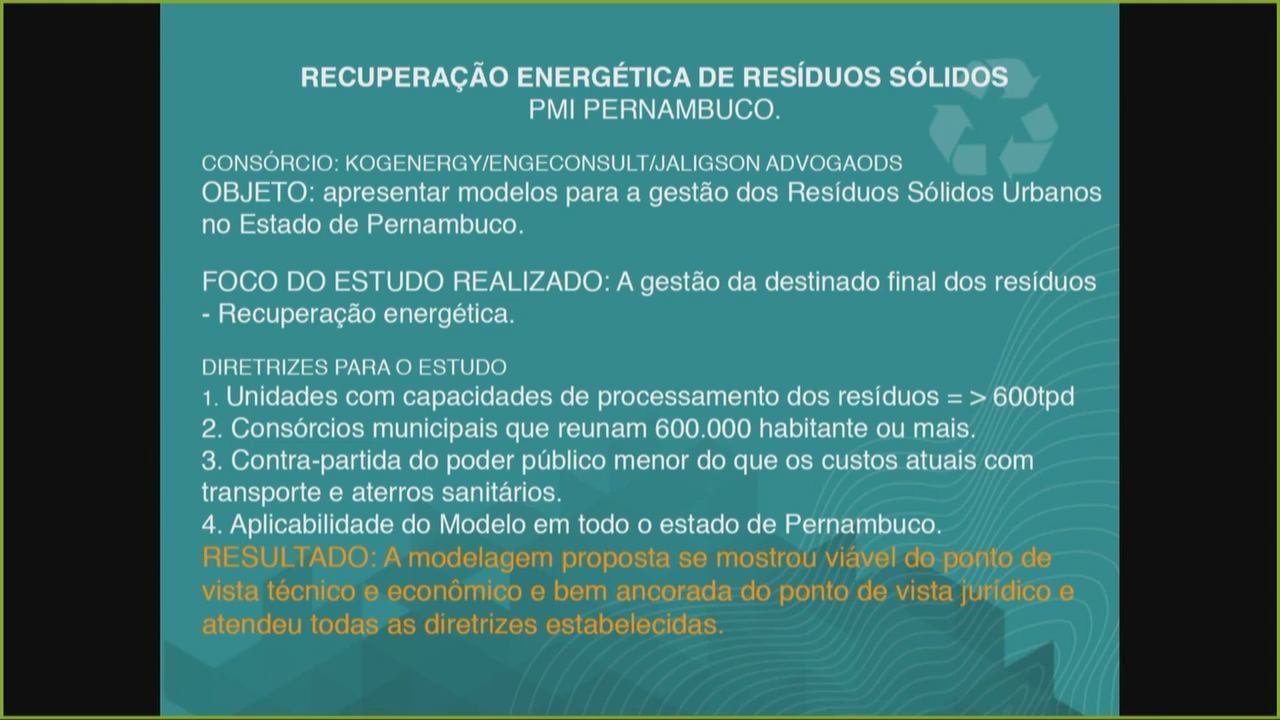 RECUPERAÇÃO ENERGÉTICA DE RESÍDUOS SÓLIDOS
PMI PERNAMBUCO.
CONSÓRCIO: KOGENERGY/ENGECONSULT/JALIGSON ADVOGAODS
OBJETO: apresentar modelos para a gestão dos Resíduos Sólidos Urbanos
no Estado de Pernambuco.
FOCO DO ESTUDO REALIZADO: A gestão da destinado final dos resíduos
- Recuperação energética.
DIRETRIZES PARA O ESTUDO
1. Unidades com capacidades de processamento dos resíduos = > 600tpd
2. Consórcios municipais que reunam 600.000 habitante ou mais.
3. Contra-partida do poder público menor do que os custos atuais com
transporte e aterros sanitários.
4. Aplicabilidade do Modelo em todo o estado de Pernambuco.
RESULTADO: A modelagem proposta se mostrou viável do ponto de
vista técnico e econômico e bem ancorada do ponto de vista jurídico e
atendeu todas as diretrizes estabelecidas.